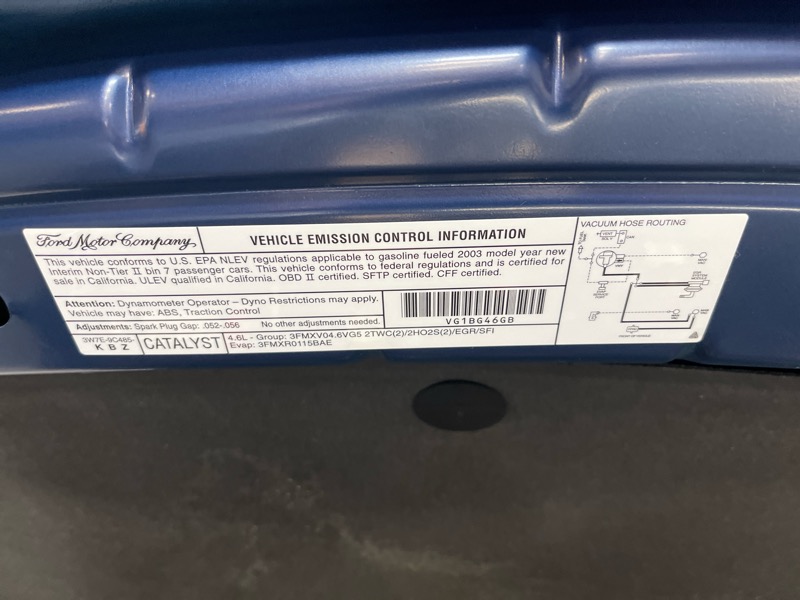 Ford Motor Company
VEHICLE EMISSION CONTROL INFORMATION
This vehicle conforms to U.S. EPA NLEV regulations applicable to gasoline fueled 2003 model year new
Interim Non-Tier II bin 7 passenger cars. This vehicle conforms to federal regulations and is certified for
sale in California. ULEV qualified in California. OBD II certified. SFTP certified. CFF certified.
Attention: Dynamometer Operator – Dyno Restrictions may apply.
Vehicle may have: ABS, Traction Control
VG1BG46GB
Adjustments: Spark Plug Gap: .052-.056 No other adjustments needed.
3W7E-9C485-
K B Z
CATALYST
4.6L - Group: 3FMXV04.6VG5 2TWC(2)/2HO2S(2)/EGR/SFI
Evap: 3FMXR0115BAE
VACUUM HOSE ROUTING
VENT
CAN
FRONT OF VEHICLE